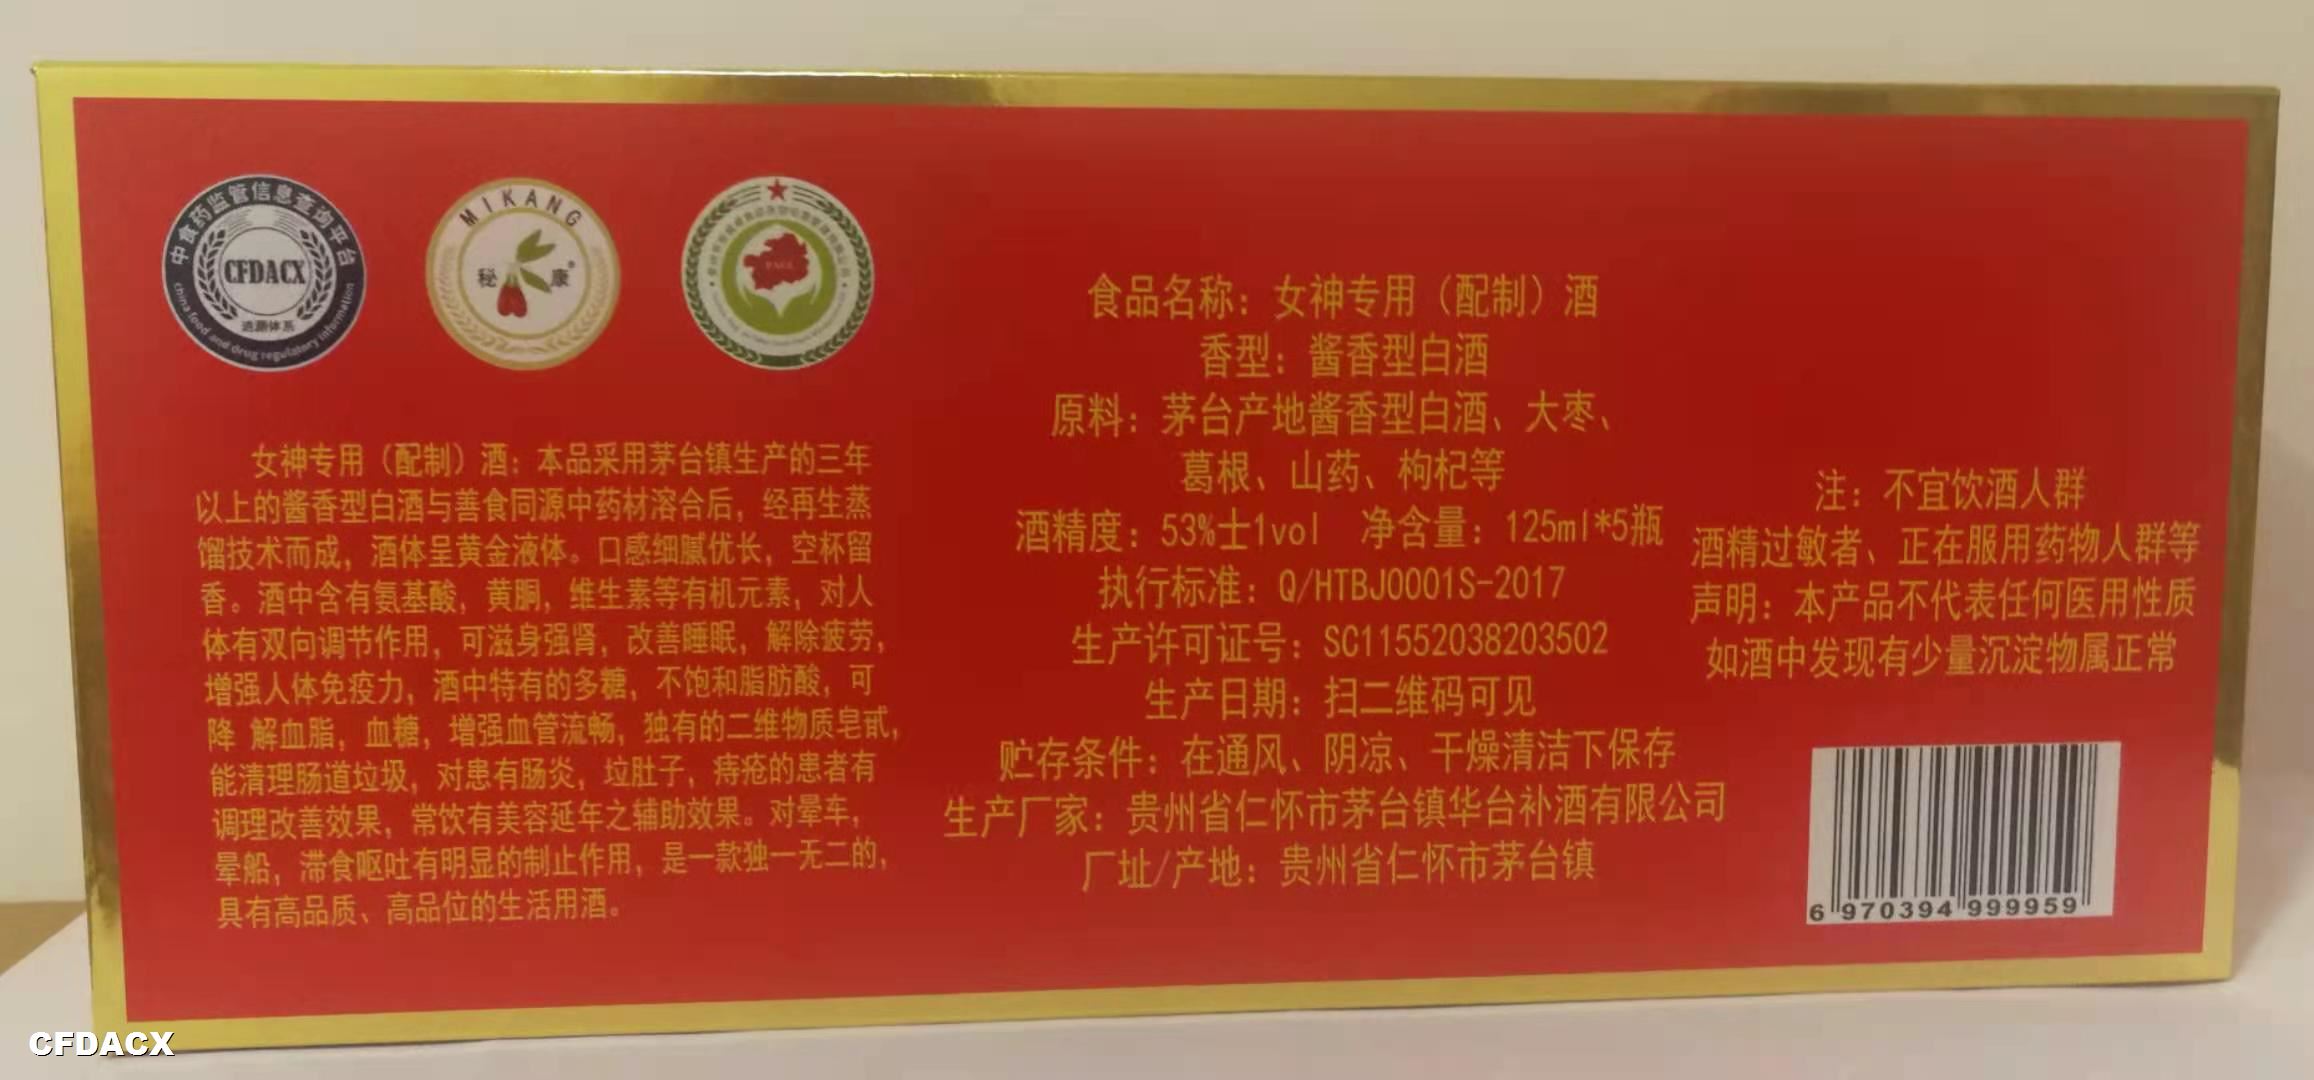 中食药监管信息查询平台
CFDACX
追溯体系
china food and drug regulatory information
MIKANG
秘 康
女神专用（配制）酒：本品采用茅台镇生产的三年
以上的酱香型白酒与善食同源中药材溶合后，经再生蒸
馏技术而成，酒体呈黄金液体。口感细腻优长，空杯留
香。酒中含有氨基酸，黄胴，维生素等有机元素，对人
体有双向调节作用，可滋身强肾，改善睡眠，解除疲劳，
增强人体免疫力，酒中特有的多糖，不饱和脂肪酸，可
降 解血脂，血糖，增强血管流畅，独有的二维物质皂甙，
能清理肠道垃圾，对患有肠炎，垃肚子，痔疮的患者有
调理改善效果，常饮有美容延年之辅助效果。对晕车，
晕船，滞食呕吐有明显的制止作用，是一款独一无二的，
具有高品质、高品位的生活用酒。
食品名称：女神专用（配制）酒
香型：酱香型白酒
原料：茅台产地酱香型白酒、大枣、
葛根、山药、枸杞等
酒精度：53%士1vol 净含量：125ml*5瓶
执行标准：Q/HTBJ0001S-2017
生产许可证号：SC11552038203502
生产日期：扫二维码可见
贮存条件：在通风、阴凉、干燥清洁下保存
生产厂家：贵州省仁怀市茅台镇华台补酒有限公司
厂址/产地：贵州省仁怀市茅台镇
注：不宜饮酒人群
酒精过敏者、正在服用药物人群等
声明：本产品不代表任何医用性质
如酒中发现有少量沉淀物属正常
6 970394 999959
CFDACX